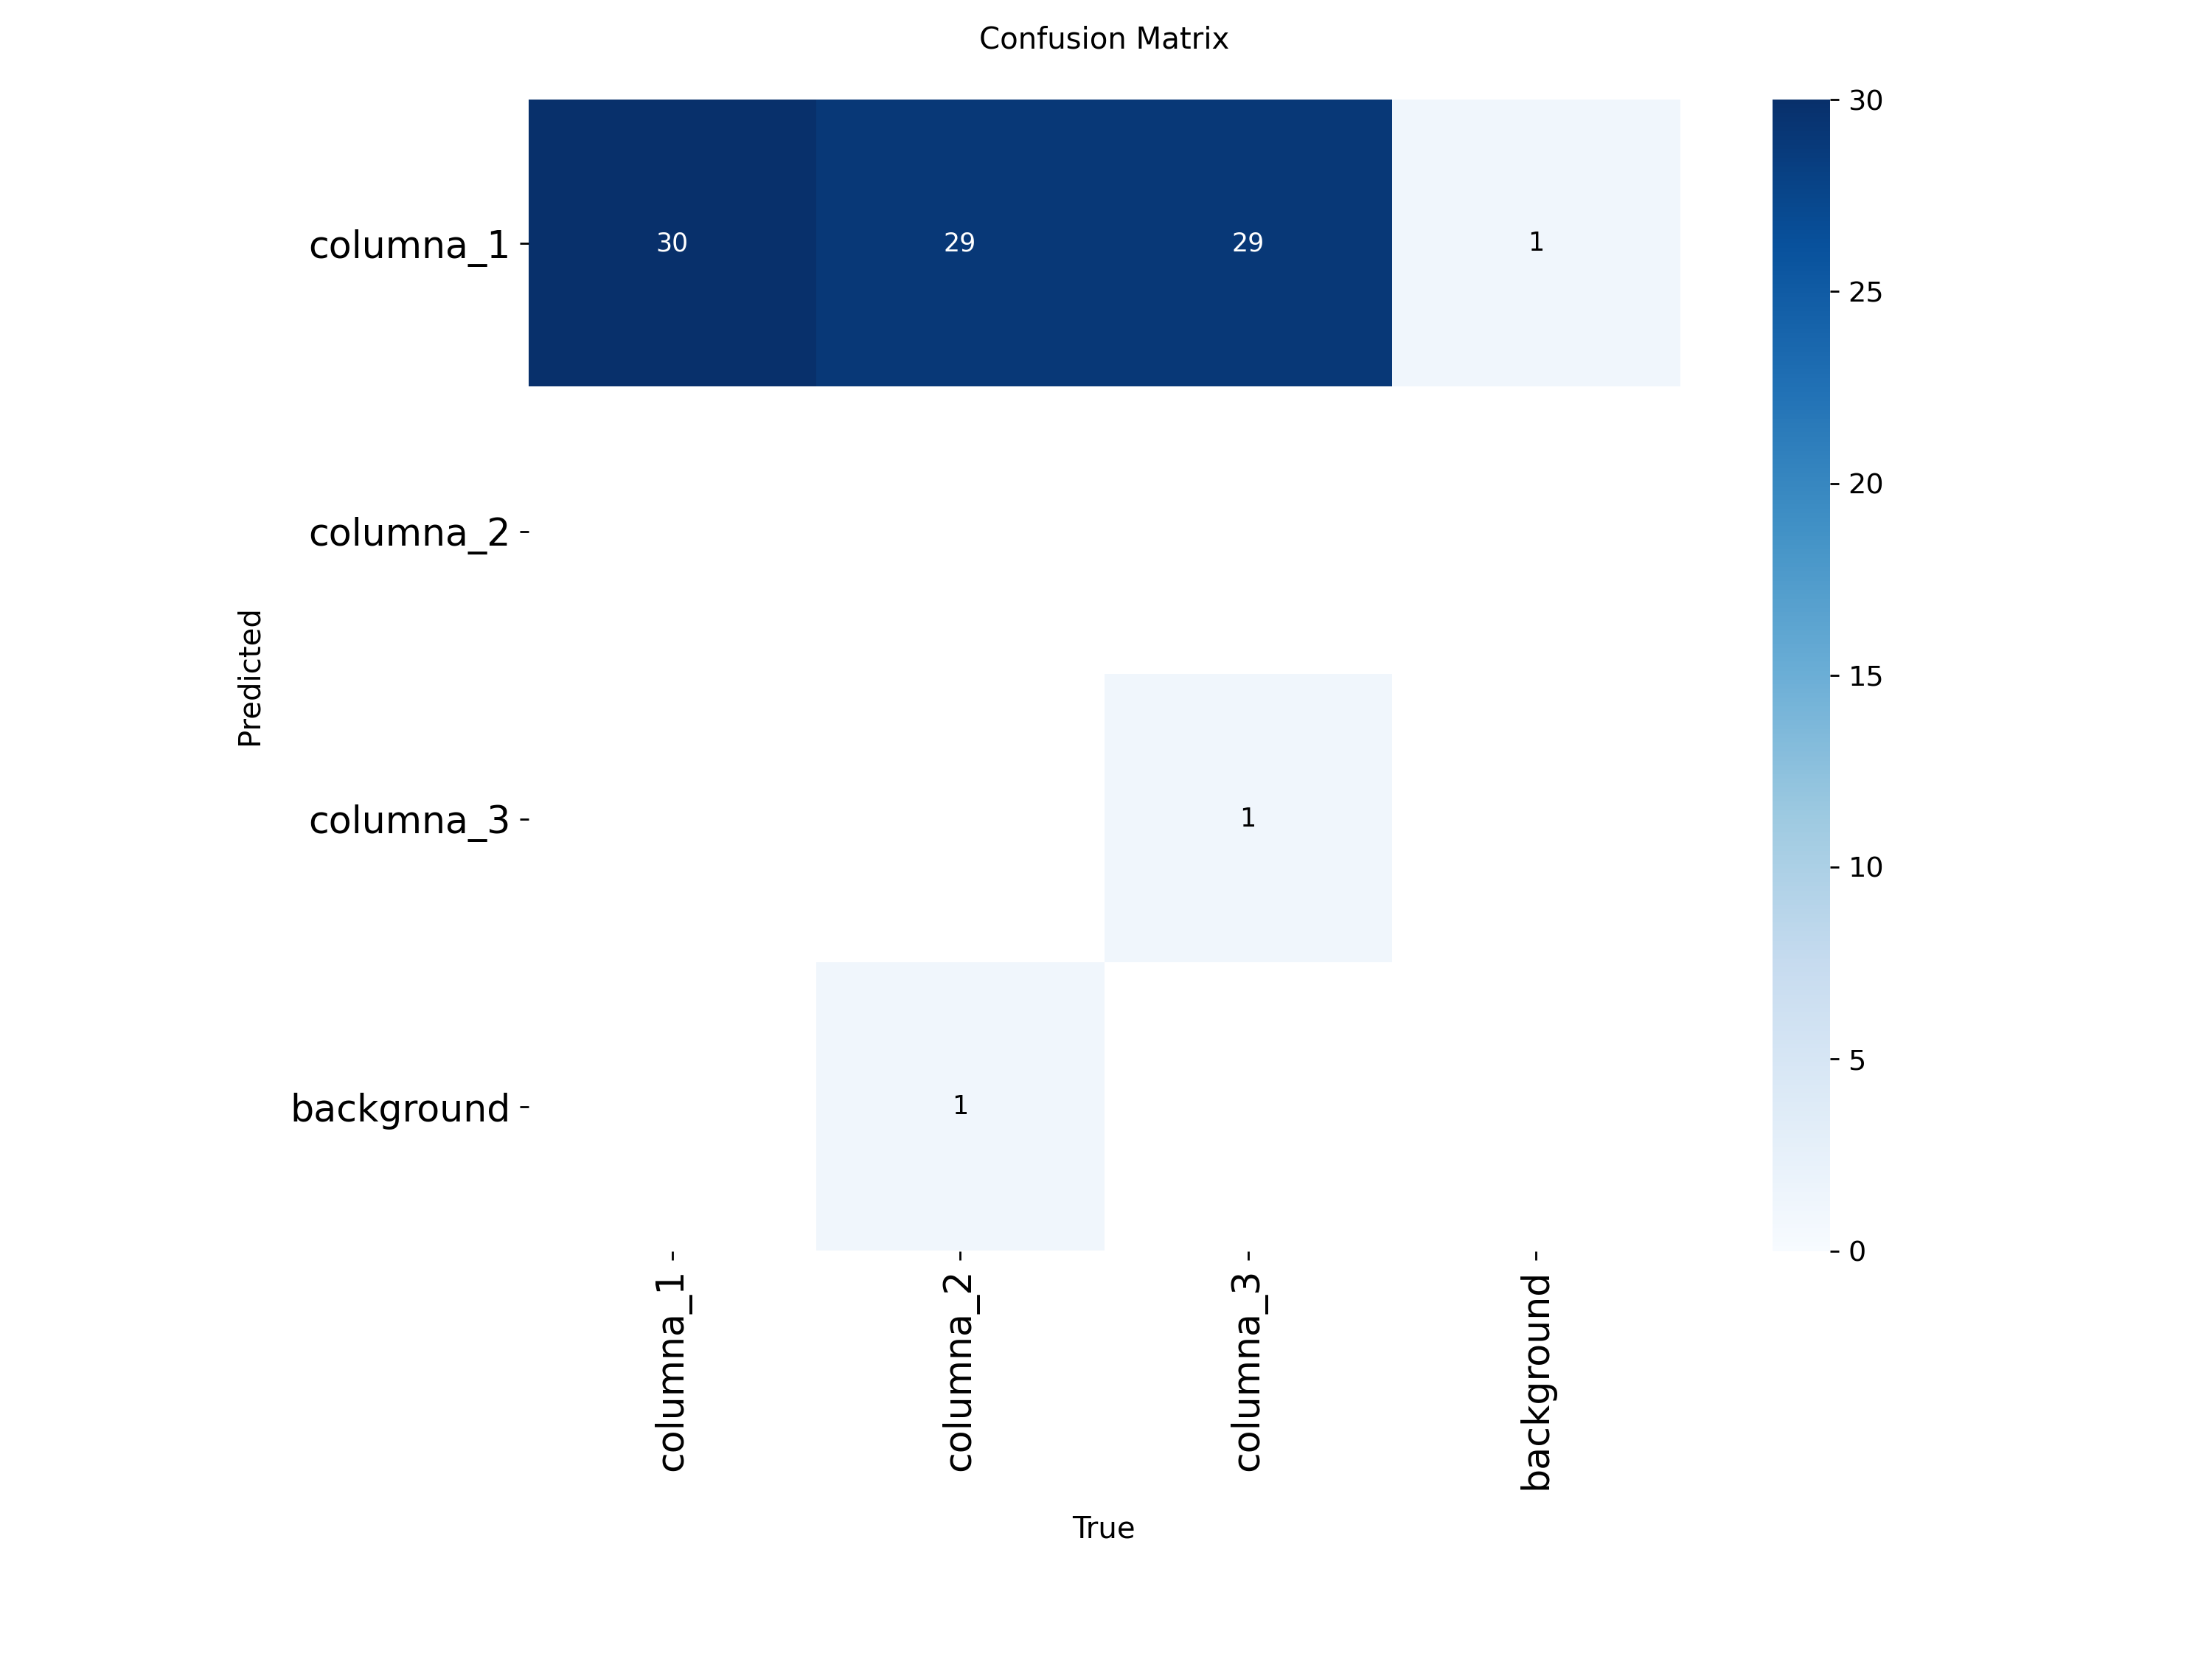 Confusion Matrix
columna_1
30
29
29
1
columna_2
columna_3
1
background
1
Predicted
columna_1
columna_2
columna_3
background
True
30
25
20
15
10
5
0